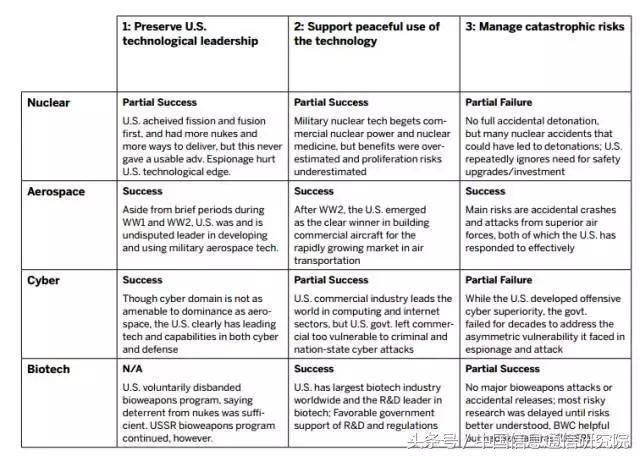 1: Preserve U.S.
technological leadership
2: Support peaceful use of
the technology
3: Manage catastrophic risks
Nuclear
Partial Success
U.S. acheived fission and fusion
first, and had more nukes and
more ways to deliver, but this never
gave a usable adv. Espionage hurt
U.S. technological edge.
Partial Success
Military nuclear tech begets com-
mercial nuclear power and nuclear
medicine, but benefits were over-
estimated and proliferation risks
underestimated
Partial Failure
No full accidental detonation,
but many nuclear accidents that
could have led to detonations; U.S.
repeatedly ignores need for safety
upgrades/investment
Aerospace
Success
Aside from brief periods during
WW1 and WW2, U.S. was and is
undisputed leader in developing
and using military aerospace tech.
Success
After WW2, the U.S. emerged
as the clear winner in building
commercial aircraft for the
rapidly growing market in air
transportation
Success
Main risks are accidental crashes
and attacks from superior air
forces, both of which the U.S. has
responded to effectively
Cyber
Success
Though cyber domain is not as
amenable to dominance as aero-
space, the U.S. clearly has leading
tech and capabilities in both cyber
and defense
Partial Success
U.S. commercial industry leads the
world in computing and internet
sectors, but U.S. govt. left commer-
cial too vulnerable to criminal and
nation-state cyber attacks
Partial Failure
While the U.S. developed offensive
cyber superiority, the govt.
failed for decades to address the
asymmetric vulnerability it faced in
espionage and attack
Biotech
N/A
U.S. voluntarily disbanded
bioweapons program, saying
deterrent from nukes was suffi-
cient. USSR bioweapons program
continued, however.
Success
U.S. has largest biotech industry
worldwide and the R&D leader in
biotech; Favorable government
support of R&D and regulations
Partial Success
No major bioweapons attacks or
accidental releases; most risky
research was delayed until risks
better understood. BWC helpful
but had
头条号/中国信息通信研究院